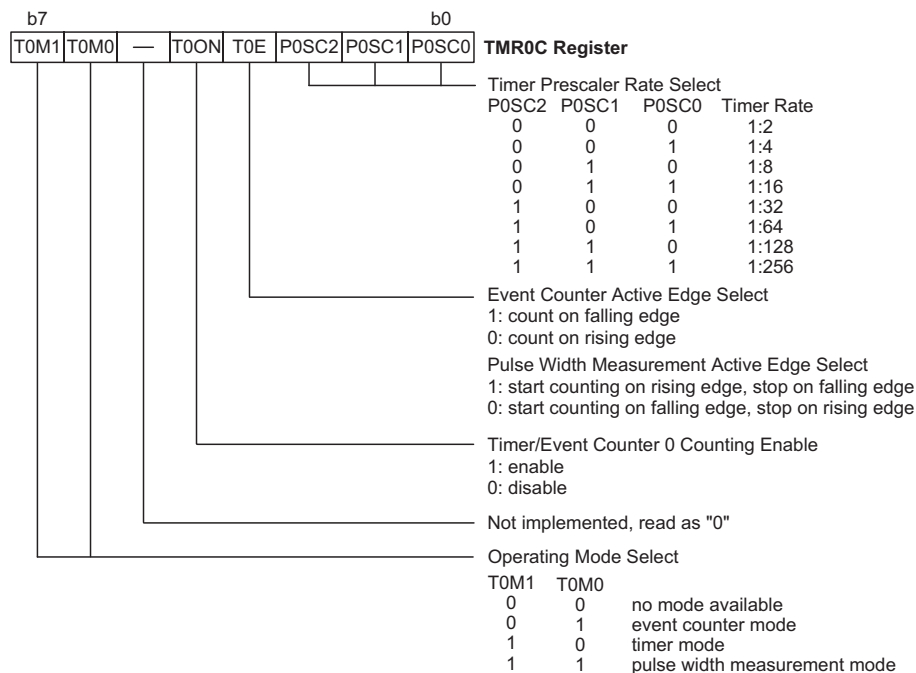 b7 b0
T0M1 T0M0 — T0ON T0E P0SC2 P0SC1 P0SC0 TMR0C Register
Timer Prescaler Rate Select
P0SC2 P0SC1 P0SC0 Timer Rate
0 0 0 1:2
0 0 1 1:4
0 1 0 1:8
0 1 1 1:16
1 0 0 1:32
1 0 1 1:64
1 1 0 1:128
1 1 1 1:256
Event Counter Active Edge Select
1: count on falling edge
0: count on rising edge
Pulse Width Measurement Active Edge Select
1: start counting on rising edge, stop on falling edge
0: start counting on falling edge, stop on rising edge
Timer/Event Counter 0 Counting Enable
1: enable
0: disable
Not implemented, read as "0"
Operating Mode Select
T0M1 T0M0
0 0 no mode available
0 1 event counter mode
1 0 timer mode
1 1 pulse width measurement mode